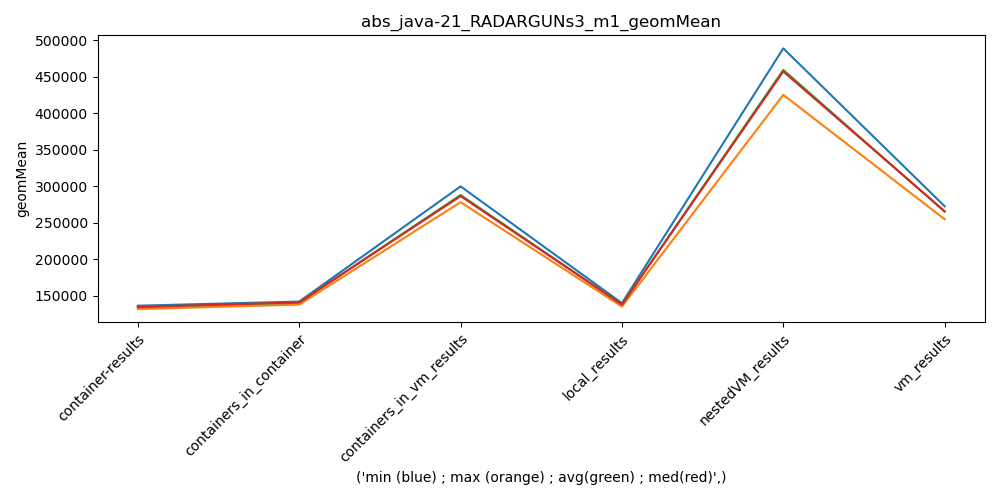 abs_java-21_RADARGUNs3_m1_geomMean
geomMean
500000
450000
400000
350000
300000
250000
200000
150000
container-results
containers_in_container
containers_in_vm_results
local_results
nestedVM_results
vm_results
('min (blue) ; max (orange) ; avg(green) ; med(red)',)